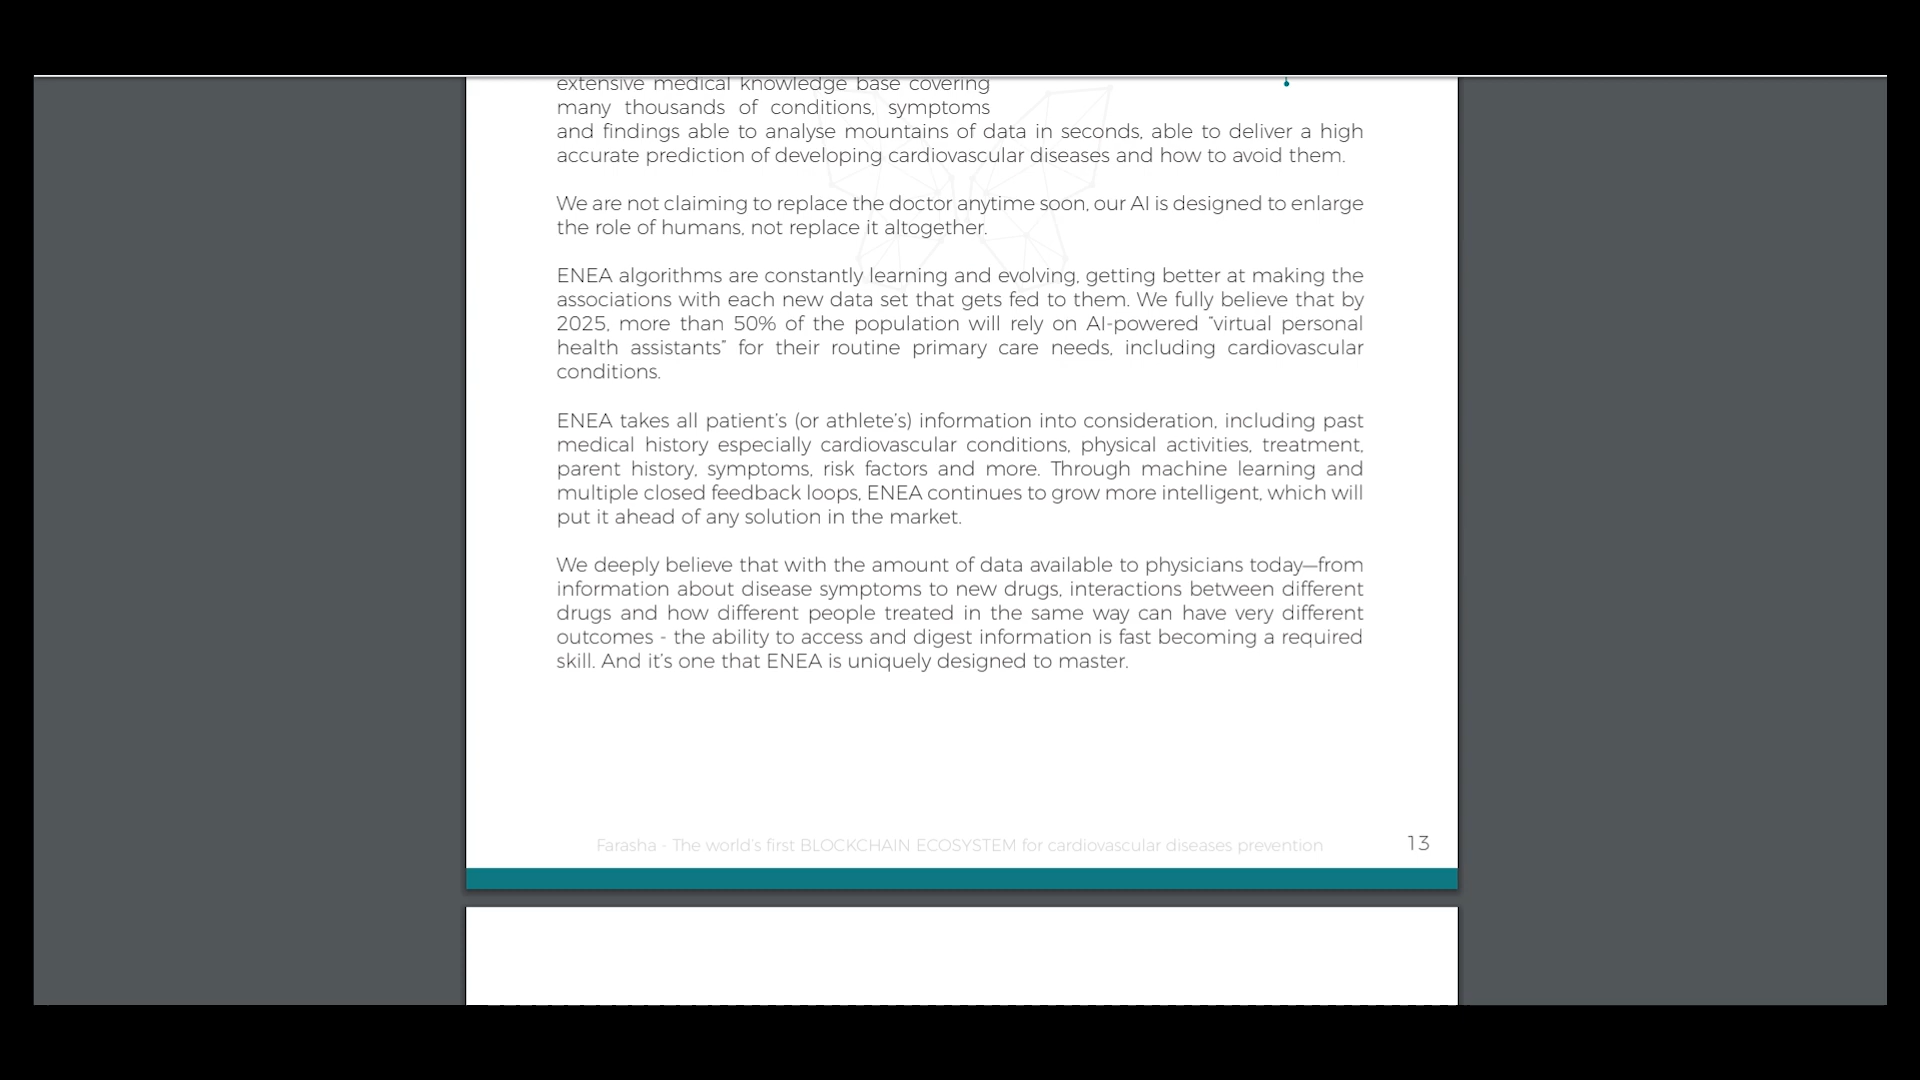 extensive medical knowledge base covering
many thousands of conditions, symptoms
and findings able to analyse mountains of data in seconds, able to deliver a high
accurate prediction of developing cardiovascular diseases and how to avoid them.
We are not claiming to replace the doctor anytime soon, our AI is designed to enlarge
the role of humans, not replace it altogether.
ENEA algorithms are constantly learning and evolving, getting better at making the
associations with each new data set that gets fed to them. We fully believe that by
2025, more than 50% of the population will rely on AI-powered “virtual personal
health assistants” for their routine primary care needs, including cardiovascular
conditions.
ENEA takes all patient’s (or athlete’s) information into consideration, including past
medical history especially cardiovascular conditions, physical activities, treatment,
parent history, symptoms, risk factors and more. Through machine learning and
multiple closed feedback loops, ENEA continues to grow more intelligent, which will
put it ahead of any solution in the market.
We deeply believe that with the amount of data available to physicians today—from
information about disease symptoms to new drugs, interactions between different
drugs and how different people treated in the same way can have very different
outcomes - the ability to access and digest information is fast becoming a required
skill. And it’s one that ENEA is uniquely designed to master.
Farasha - The world’s first BLOCKCHAIN ECOSYSTEM for cardiovascular diseases prevention
13